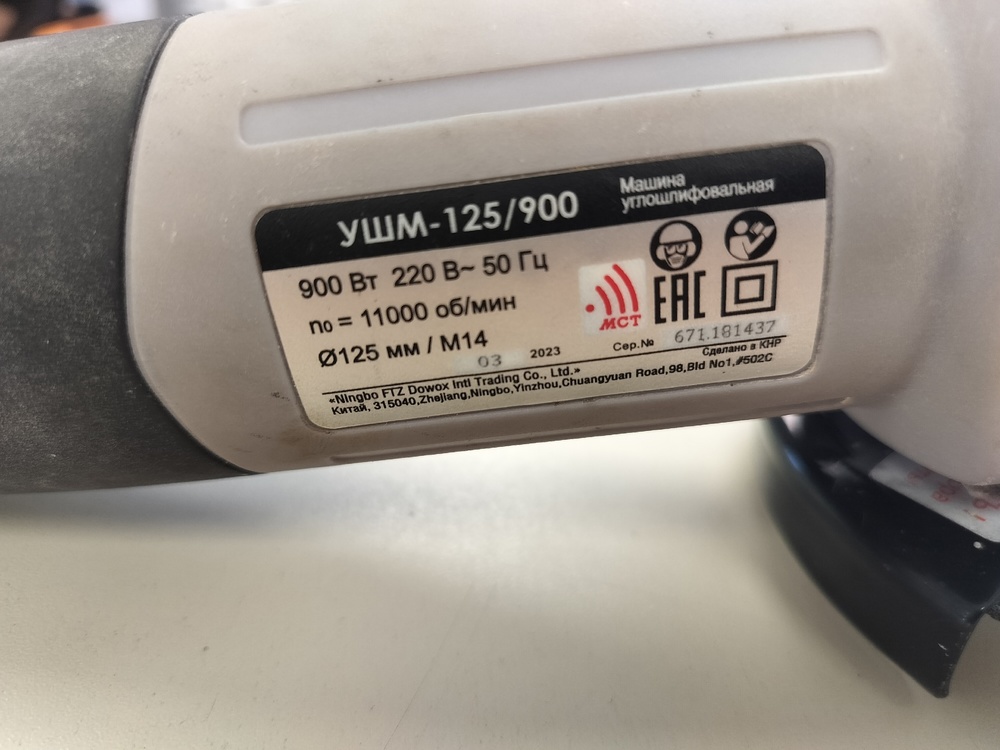 УШМ-125/900
Машина
углошлифовальная
900 Вт 220 В~ 50 Гц
n₀ = 11000 об/мин
Ø125 мм / М14
МСТ
ЕАС
03 2023
Сер.№ 671.181437
Сделано в КНР
«Ningbo FTZ Dowox Intl Trading Co., Ltd.»
Китай, 315040,Zhejiang,Ningbo,Yinzhou,Chuangyuan Road,98,Bld No1,#502C